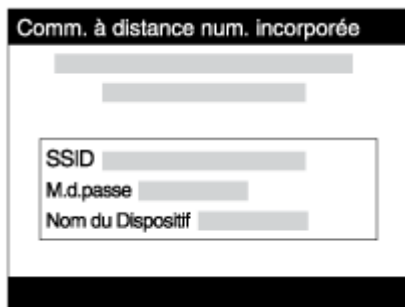 Comm. à distance num. incorporée
SSID
M.d.passe
Nom du Dispositif